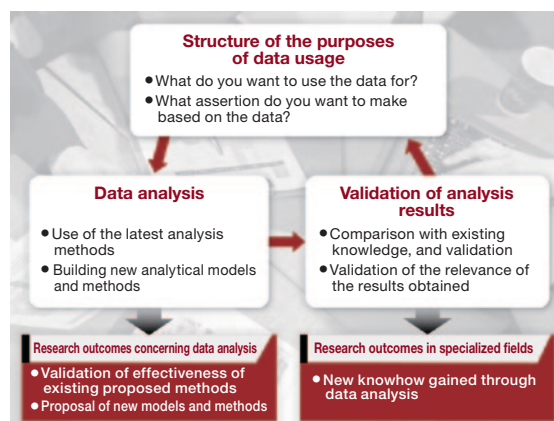 Structure of the purposes
of data usage
●What do you want to use the data for?
●What assertion do you want to make
based on the data?
Data analysis
●Use of the latest analysis
methods
●Building new analytical models
and methods
Validation of analysis
results
●Comparison with existing
knowledge, and validation
●Validation of the relevance of
the results obtained
Research outcomes concerning data analysis
●Validation of effectiveness of
existing proposed methods
●Proposal of new models and methods
Research outcomes in specialized fields
●New knowhow gained through
data analysis